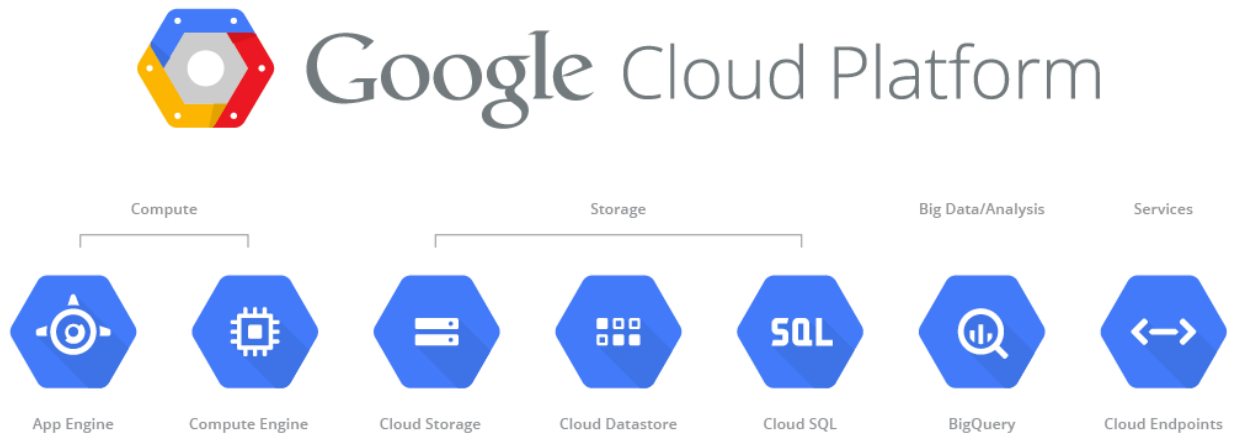 Google Cloud Platform
Compute
Storage
Big Data/Analysis
Services
SQL
App Engine
Compute Engine
Cloud Storage
Cloud Datastore
Cloud SQL
BigQuery
Cloud Endpoints